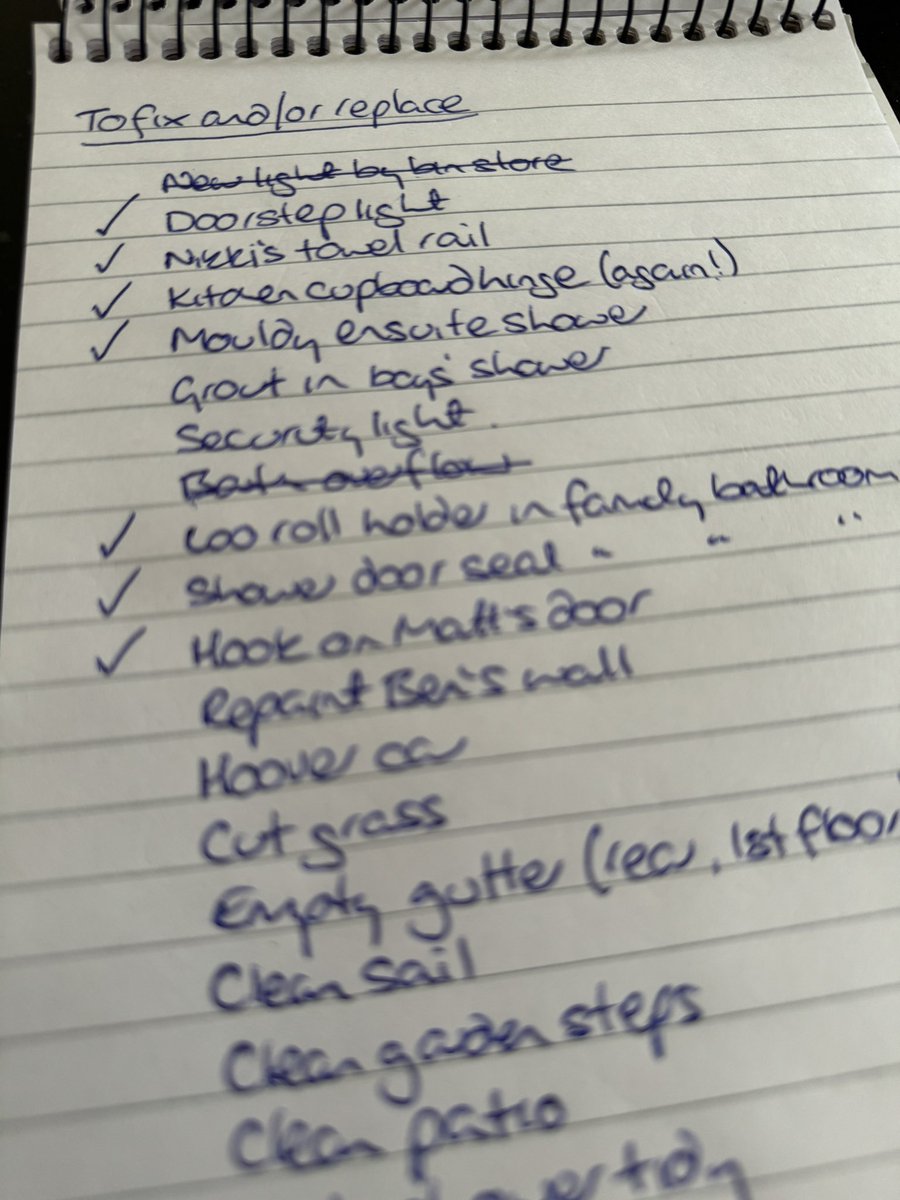 To fix and/or replace
New light by bin store
✓ Doorstep light
✓ Nikki's towel rail
✓ Kitchen cupboard hinge (again!)
✓ Mouldy ensuite shower
Grout in boys' shower
Security light.
Bath overflow
✓ Loo roll holder in family bathroom
✓ Shower door seal " " "
✓ Hook on Matt's door
Repaint Ben's wall
Hoover car
Cut grass
Empty gutter (rear, 1st floor
Clean sail
Clean garden steps
Clean patio